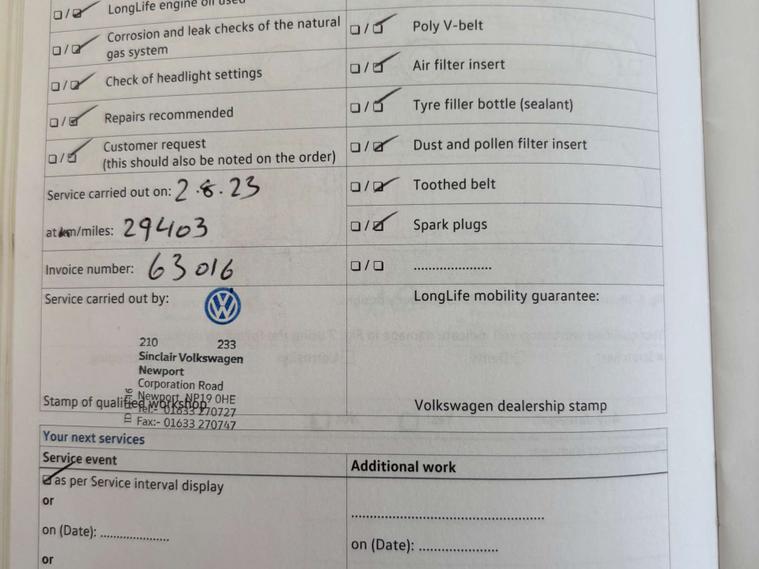 LongLife engine oil used
Corrosion and leak checks of the natural
gas system
Check of headlight settings
Repairs recommended
Customer request
(this should also be noted on the order)
Service carried out on: 2.8.23
at km/miles: 29403
Invoice number: 63016
Service carried out by:
210 233
Sinclair Volkswagen
Newport
Corporation Road
Newport, NP19 0HE
Tel:- 01633 270727
Fax:- 01633 270747
Stamp of qualified workshop
Poly V-belt
Air filter insert
Tyre filler bottle (sealant)
Dust and pollen filter insert
Toothed belt
Spark plugs
......................
LongLife mobility guarantee:
Volkswagen dealership stamp
Your next services
Service event
as per Service interval display
or
on (Date): ...................
or
Additional work
.....................................................
on (Date): ......................